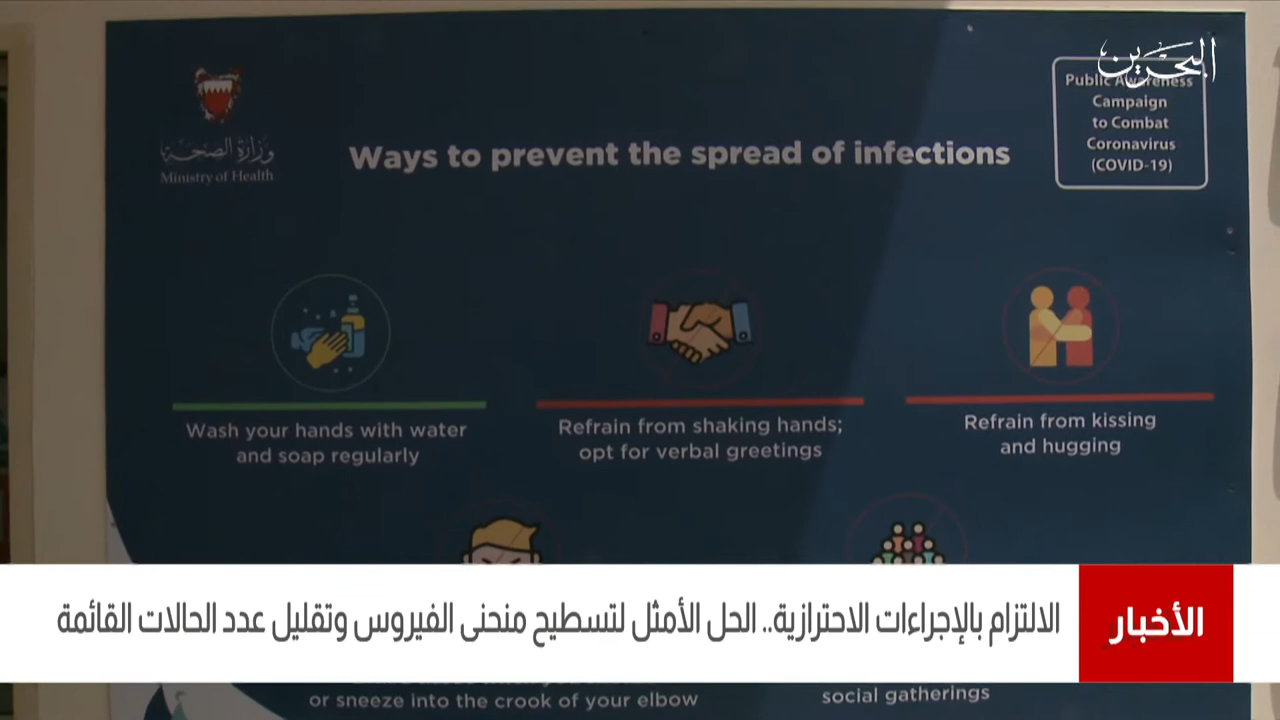 البحرين
وزارة الصحة
Ministry of Health
Ways to prevent the spread of infections
Public Awareness
Campaign
to Combat
Coronavirus
(COVID-19)
Wash your hands with water
and soap regularly
Refrain from shaking hands;
opt for verbal greetings
Refrain from kissing
and hugging
الأخبار
الالتزام بالإجراءات الاحترازية.. الحل الأمثل لتسطيح منحنى الفيروس وتقليل عدد الحالات القائمة
or sneeze into the crook of your elbow
social gatherings